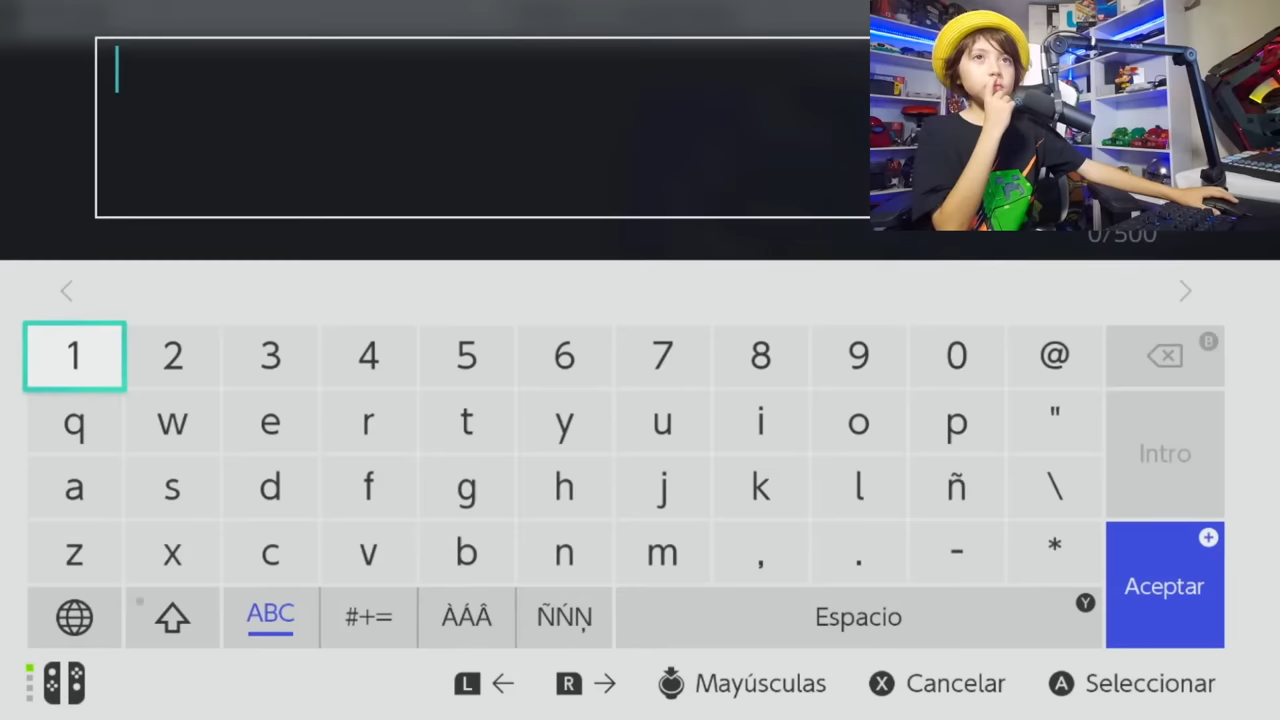 0/500
1 2 3 4 5 6 7 8 9 0 @
q w e r t y u i o p "
Intro
a s d f g h j k l ñ \
z x c v b n m , . - *
Aceptar
ABC #+= ÀÁÂ ÑŃŅ Espacio Y
L ← R → Mayúsculas X Cancelar A Seleccionar